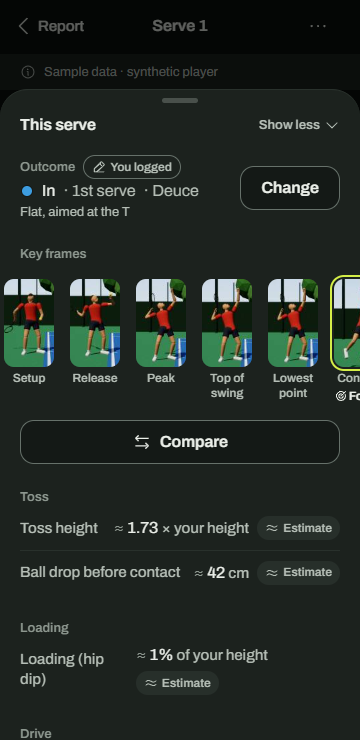 Report
Serve 1
Sample data · synthetic player
This serve
Show less
Outcome
You logged
In · 1st serve · Deuce
Flat, aimed at the T
Change
Key frames
Setup
Release
Peak
Top of
swing
Lowest
point
Compare
Toss
Toss height ≈ 1.73 × your height ≈ Estimate
Ball drop before contact ≈ 42 cm ≈ Estimate
Loading
Loading (hip
dip)
≈ 1% of your height
≈ Estimate
Drive